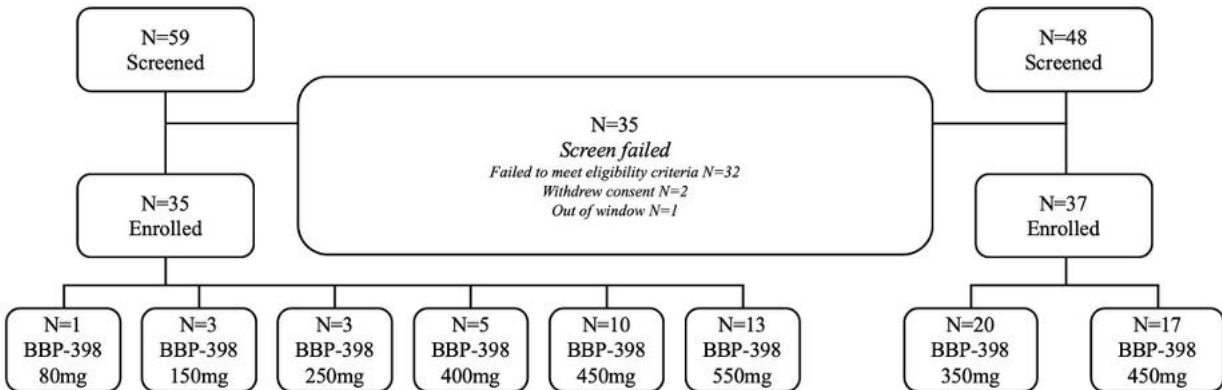 N=59
Screened
N=48
Screened
N=35
Screen failed
Failed to meet eligibility criteria N=32
Withdrew consent N=2
Out of window N=1
N=35
Enrolled
N=37
Enrolled
N=1
BBP-398
80mg
N=3
BBP-398
150mg
N=3
BBP-398
250mg
N=5
BBP-398
400mg
N=10
BBP-398
450mg
N=13
BBP-398
550mg
N=20
BBP-398
350mg
N=17
BBP-398
450mg